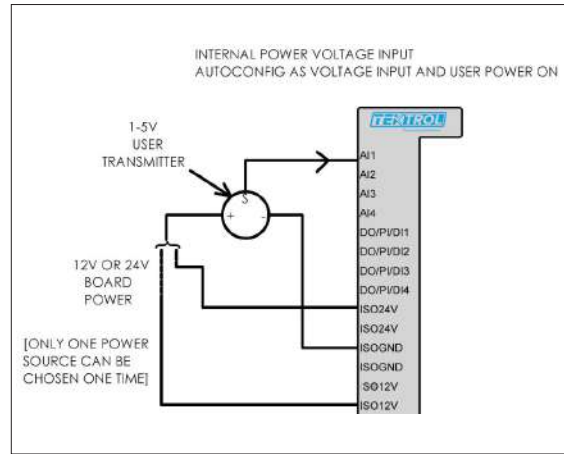 INTERNAL POWER VOLTAGE INPUT
AUTOCONFIG AS VOLTAGE INPUT AND USER POWER ON
TEKTROL
1-5V
USER
TRANSMITTER
S
+ -
AI1
AI2
AI3
AI4
DO/PI/DI1
DO/PI/DI2
DO/PI/DI3
DO/PI/DI4
ISO24V
ISO24V
ISOGND
ISOGND
ISO12V
ISO12V
12V OR 24V
BOARD
POWER
[ONLY ONE POWER
SOURCE CAN BE
CHOSEN ONE TIME]